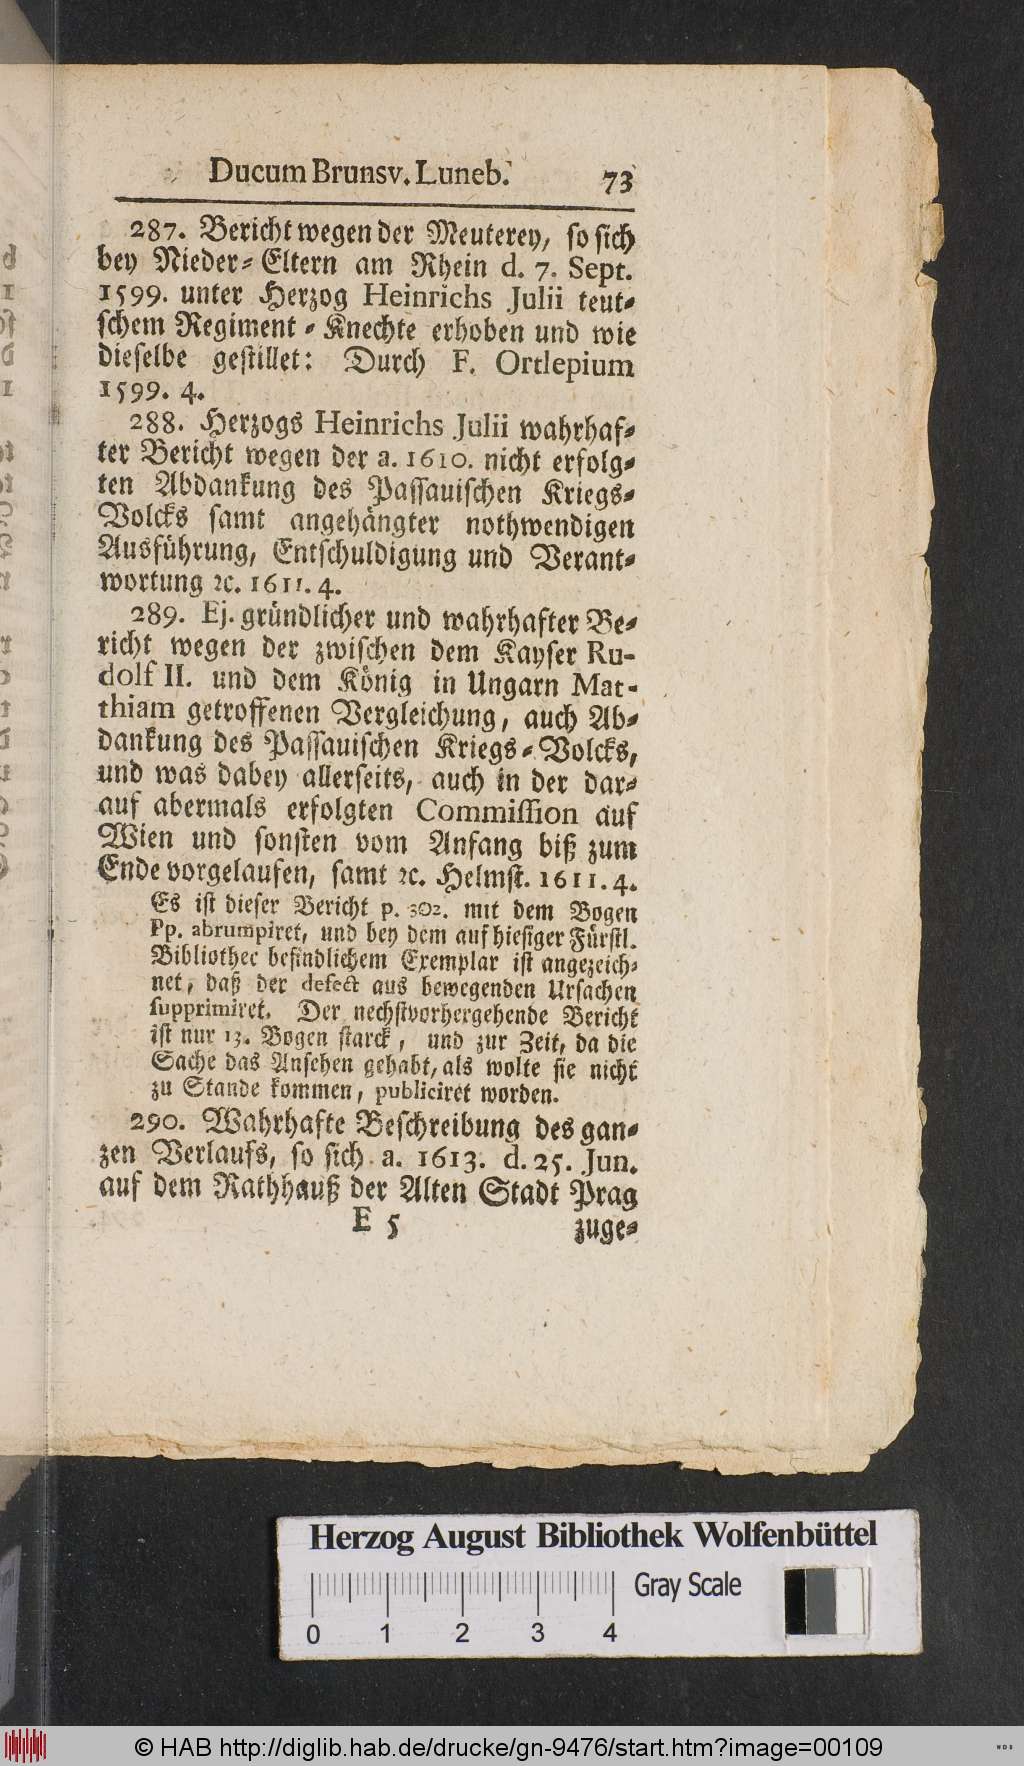 Ducum Brunsv. Luneb. 73
287. Bericht wegen der Meuterey, so sich
bey Nieder-Eltern am Rhein d. 7. Sept.
1599. unter Herzog Heinrichs Julii teut-
schem Regiment-Knechte erhoben und wie
dieselbe gestillet: Durch F. Ortlepium
1599. 4.
288. Herzogs Heinrichs Julii wahrhaf-
ter Bericht wegen der a. 1610. nicht erfolg-
ten Abdankung des Passauischen Kriegs-
Volcks samt angehängter nothwendigen
Ausführung, Entschuldigung und Verant-
wortung ꝛc. 1611. 4.
289. Ej. gründlicher und wahrhafter Be-
richt wegen der zwischen dem Kayser Ru-
dolf II. und dem König in Ungarn Mat-
thiam getroffenen Vergleichung, auch Ab-
dankung des Passauischen Kriegs-Volcks,
und was dabey allerseits, auch in der dar-
auf abermals erfolgten Commission auf
Wien und sonsten vom Anfang biß zum
Ende vorgelaufen, samt ꝛc. Helmst. 1611. 4.
Es ist dieser Bericht p. 302. mit dem Bogen
Pp. abrumpiret, und bey dem auf hiesiger Fürstl.
Bibliothec befindlichem Exemplar ist angezeich-
net, daß der defect aus bewegenden Ursachen
supprimiret. Der nechstvorhergehende Bericht
ist nur 13. Bogen starck, und zur Zeit, da die
Sache das Ansehen gehabt, als wolte sie nicht
zu Stande kommen, publiciret worden.
290. Wahrhafte Beschreibung des gan-
zen Verlaufs, so sich a. 1613. d. 25. Jun.
auf dem Rathhauß der Alten Stadt Prag
E 5 zuge-
Herzog August Bibliothek Wolfenbüttel
Gray Scale
0 1 2 3 4
© HAB http://diglib.hab.de/drucke/gn-9476/start.htm?image=00109